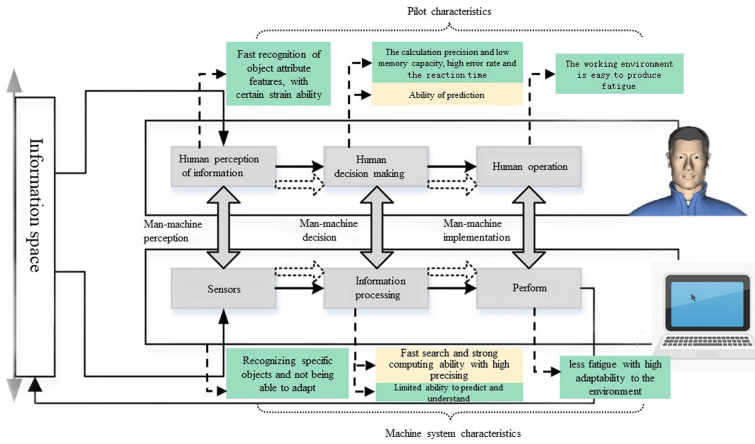 Pilot characteristics
Fast recognition of
object attribute
features, with
certain strain ability
The calculation precision and low
memory capacity, high error rate and
the reaction time
Ability of prediction
The working environment
is easy to produce
fatigue
Information space
Human perception
of information
Human
decision making
Human operation
Man-machine
perception
Man-machine
decision
Man-machine
implementation
Sensors
Information
processing
Perform
Recognizing specific
objects and not being
able to adapt
Fast search and strong
computing ability with high
precising
Limited ability to predict and
understand
less fatigue with high
adaptability to the
environment
Machine system characteristics